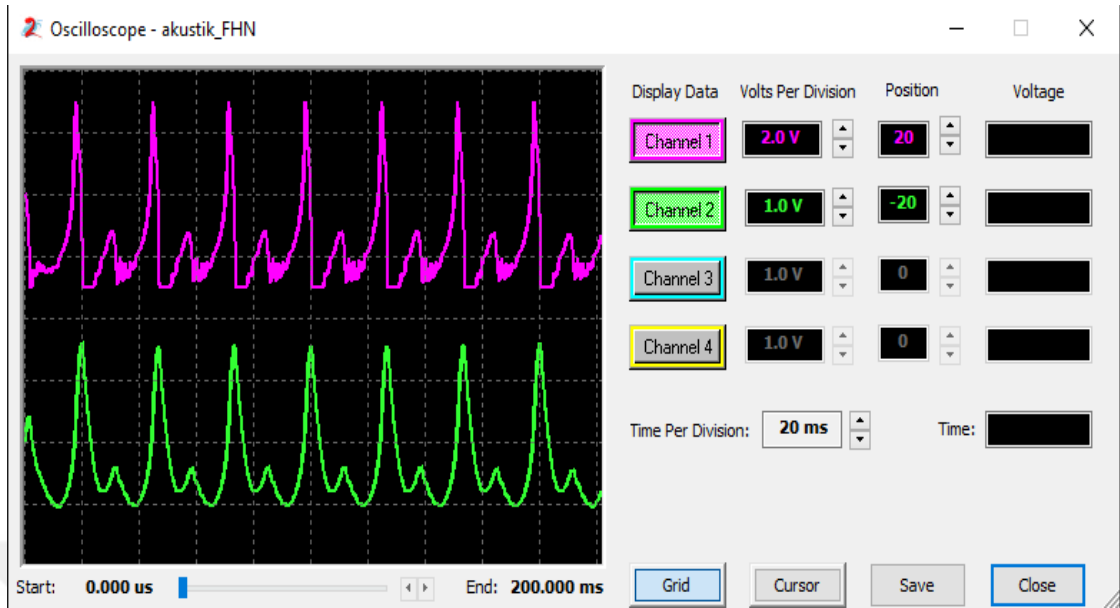 Oscilloscope - akustik_FHN
Display Data Volts Per Division Position Voltage
Channel 1 2.0 V 20
Channel 2 1.0 V -20
Channel 3 1.0 V 0
Channel 4 1.0 V 0
Time Per Division: 20 ms Time:
Start: 0.000 us End: 200.000 ms Grid Cursor Save Close